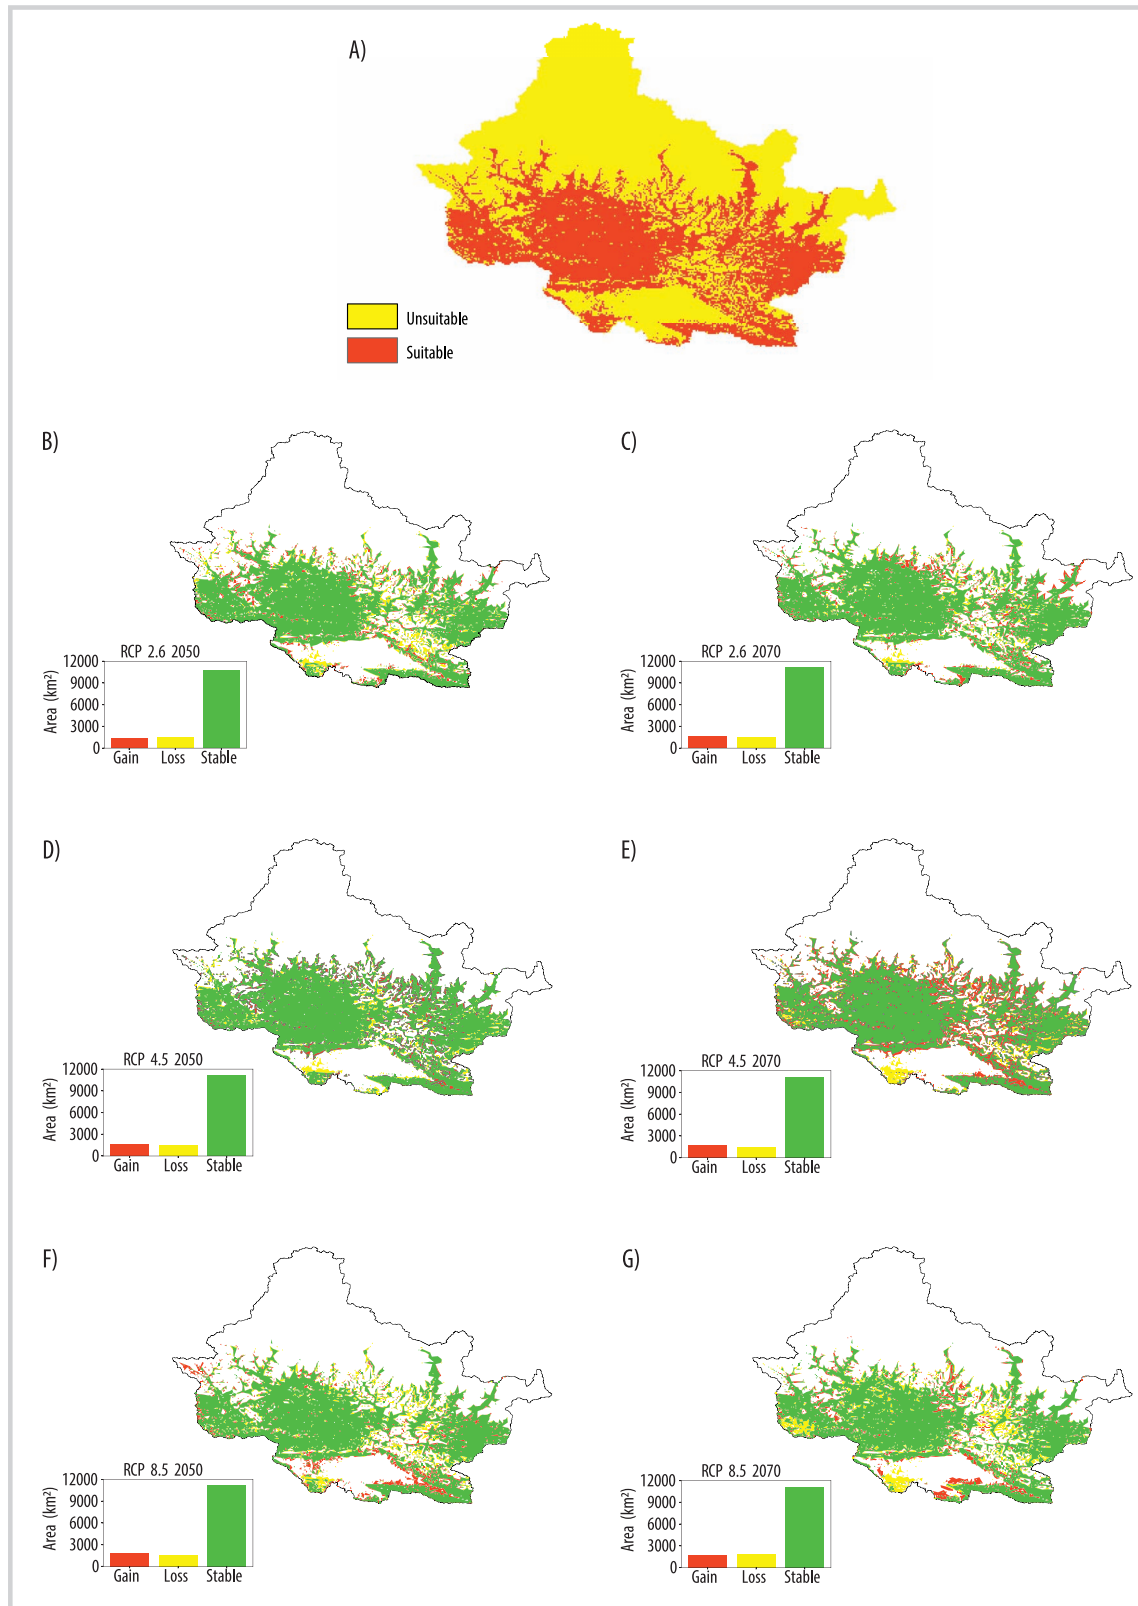 A)
Unsuitable
Suitable
B)
RCP 2.6 2050
Area (km²)
12000
9000
6000
3000
0
Gain Loss Stable
C)
RCP 2.6 2070
Area (km²)
12000
9000
6000
3000
0
Gain Loss Stable
D)
RCP 4.5 2050
Area (km²)
12000
9000
6000
3000
0
Gain Loss Stable
E)
RCP 4.5 2070
Area (km²)
12000
9000
6000
3000
0
Gain Loss Stable
F)
RCP 8.5 2050
Area (km²)
12000
9000
6000
3000
0
Gain Loss Stable
G)
RCP 8.5 2070
Area (km²)
12000
9000
6000
3000
0
Gain Loss Stable